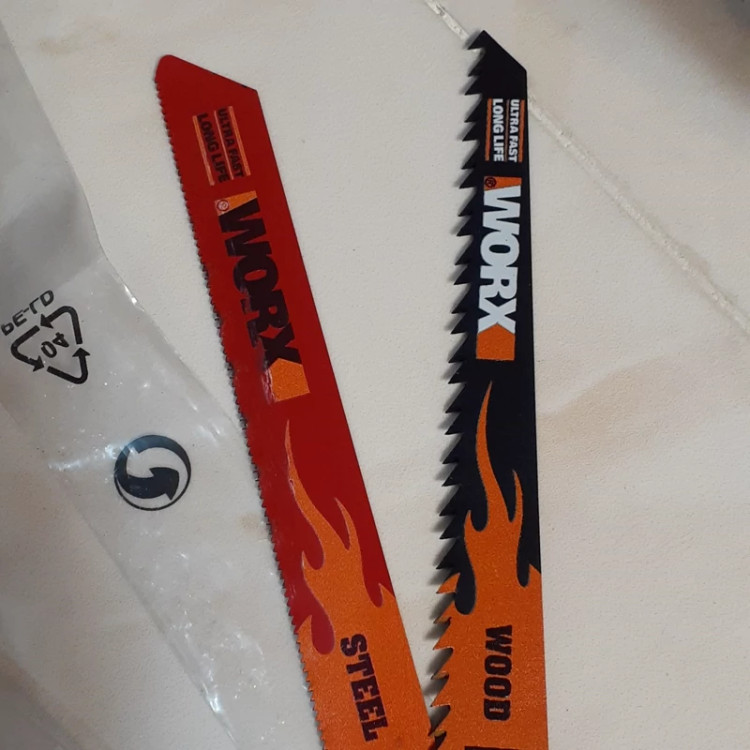 ULTRA FAST
LONG LIFE
WORX®
STEEL
ULTRA FAST
LONG LIFE
WORX®
WOOD
PE-LD
04